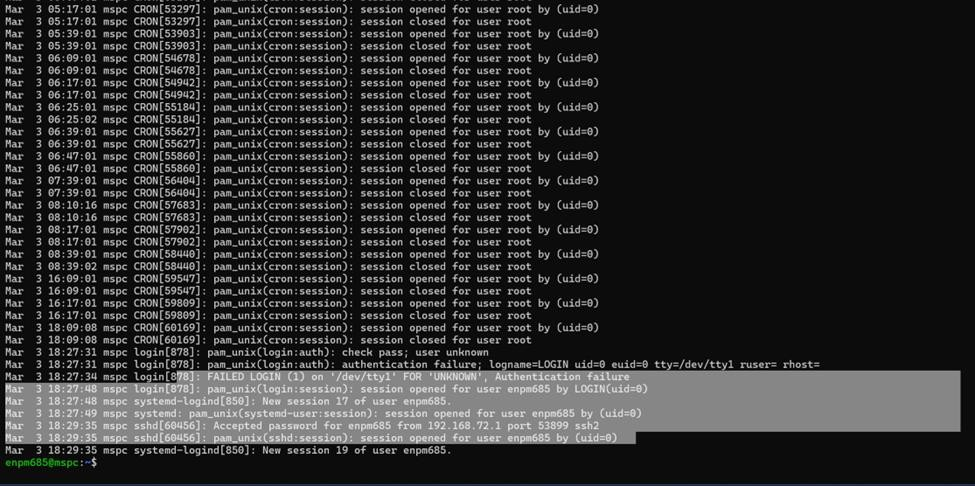 Mar  3 05:17:01 mspc CRON[53297]: pam_unix(cron:session): session opened for user root by (uid=0)
Mar  3 05:17:01 mspc CRON[53297]: pam_unix(cron:session): session closed for user root
Mar  3 05:39:01 mspc CRON[53903]: pam_unix(cron:session): session opened for user root by (uid=0)
Mar  3 05:39:01 mspc CRON[53903]: pam_unix(cron:session): session closed for user root
Mar  3 06:09:01 mspc CRON[54678]: pam_unix(cron:session): session opened for user root by (uid=0)
Mar  3 06:09:01 mspc CRON[54678]: pam_unix(cron:session): session closed for user root
Mar  3 06:17:01 mspc CRON[54942]: pam_unix(cron:session): session opened for user root by (uid=0)
Mar  3 06:17:01 mspc CRON[54942]: pam_unix(cron:session): session closed for user root
Mar  3 06:25:01 mspc CRON[55184]: pam_unix(cron:session): session opened for user root by (uid=0)
Mar  3 06:25:02 mspc CRON[55184]: pam_unix(cron:session): session closed for user root
Mar  3 06:39:01 mspc CRON[55627]: pam_unix(cron:session): session opened for user root by (uid=0)
Mar  3 06:39:01 mspc CRON[55627]: pam_unix(cron:session): session closed for user root
Mar  3 06:47:01 mspc CRON[55860]: pam_unix(cron:session): session opened for user root by (uid=0)
Mar  3 06:47:01 mspc CRON[55860]: pam_unix(cron:session): session closed for user root
Mar  3 07:39:01 mspc CRON[56404]: pam_unix(cron:session): session opened for user root by (uid=0)
Mar  3 07:39:01 mspc CRON[56404]: pam_unix(cron:session): session closed for user root
Mar  3 08:10:16 mspc CRON[57683]: pam_unix(cron:session): session opened for user root by (uid=0)
Mar  3 08:10:16 mspc CRON[57683]: pam_unix(cron:session): session closed for user root
Mar  3 08:17:01 mspc CRON[57902]: pam_unix(cron:session): session opened for user root by (uid=0)
Mar  3 08:17:01 mspc CRON[57902]: pam_unix(cron:session): session closed for user root
Mar  3 08:39:01 mspc CRON[58440]: pam_unix(cron:session): session opened for user root by (uid=0)
Mar  3 08:39:02 mspc CRON[58440]: pam_unix(cron:session): session closed for user root
Mar  3 16:09:01 mspc CRON[59547]: pam_unix(cron:session): session opened for user root by (uid=0)
Mar  3 16:09:01 mspc CRON[59547]: pam_unix(cron:session): session closed for user root
Mar  3 16:17:01 mspc CRON[59809]: pam_unix(cron:session): session opened for user root by (uid=0)
Mar  3 16:17:01 mspc CRON[59809]: pam_unix(cron:session): session closed for user root
Mar  3 18:09:08 mspc CRON[60169]: pam_unix(cron:session): session opened for user root by (uid=0)
Mar  3 18:09:08 mspc CRON[60169]: pam_unix(cron:session): session closed for user root
Mar  3 18:27:31 mspc login[878]: pam_unix(login:auth): check pass; user unknown
Mar  3 18:27:31 mspc login[878]: pam_unix(login:auth): authentication failure; logname=LOGIN uid=0 euid=0 tty=/dev/tty1 ruser= rhost=
Mar  3 18:27:34 mspc login[878]: FAILED LOGIN (1) on '/dev/tty1' FOR 'UNKNOWN', Authentication failure
Mar  3 18:27:48 mspc login[878]: pam_unix(login:session): session opened for user enpm685 by LOGIN(uid=0)
Mar  3 18:27:48 mspc systemd-logind[850]: New session 17 of user enpm685.
Mar  3 18:27:49 mspc systemd: pam_unix(systemd-user:session): session opened for user enpm685 by (uid=0)
Mar  3 18:29:35 mspc sshd[60456]: Accepted password for enpm685 from 192.168.72.1 port 53899 ssh2
Mar  3 18:29:35 mspc sshd[60456]: pam_unix(sshd:session): session opened for user enpm685 by (uid=0)
Mar  3 18:29:35 mspc systemd-logind[850]: New session 19 of user enpm685.
enpm685@mspc:~$